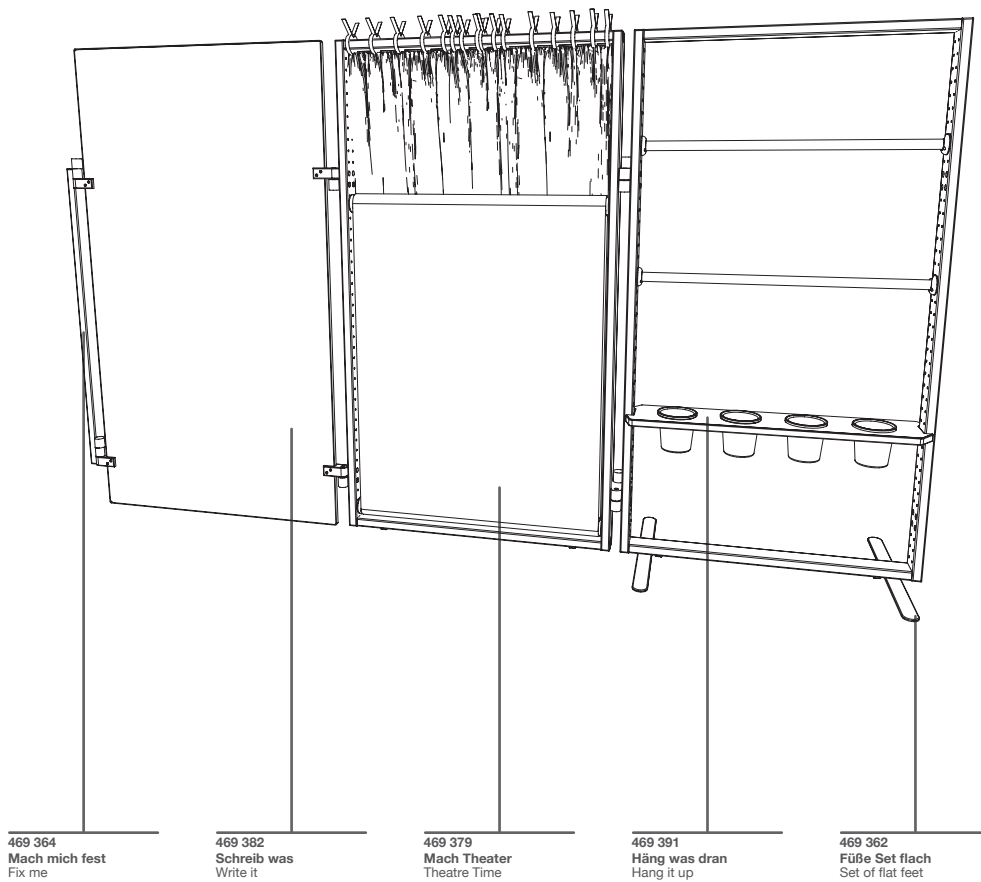 469 364
Mach mich fest
Fix me
469 382
Schreib was
Write it
469 379
Mach Theater
Theatre Time
469 391
Häng was dran
Hang it up
469 362
Füße Set flach
Set of flat feet